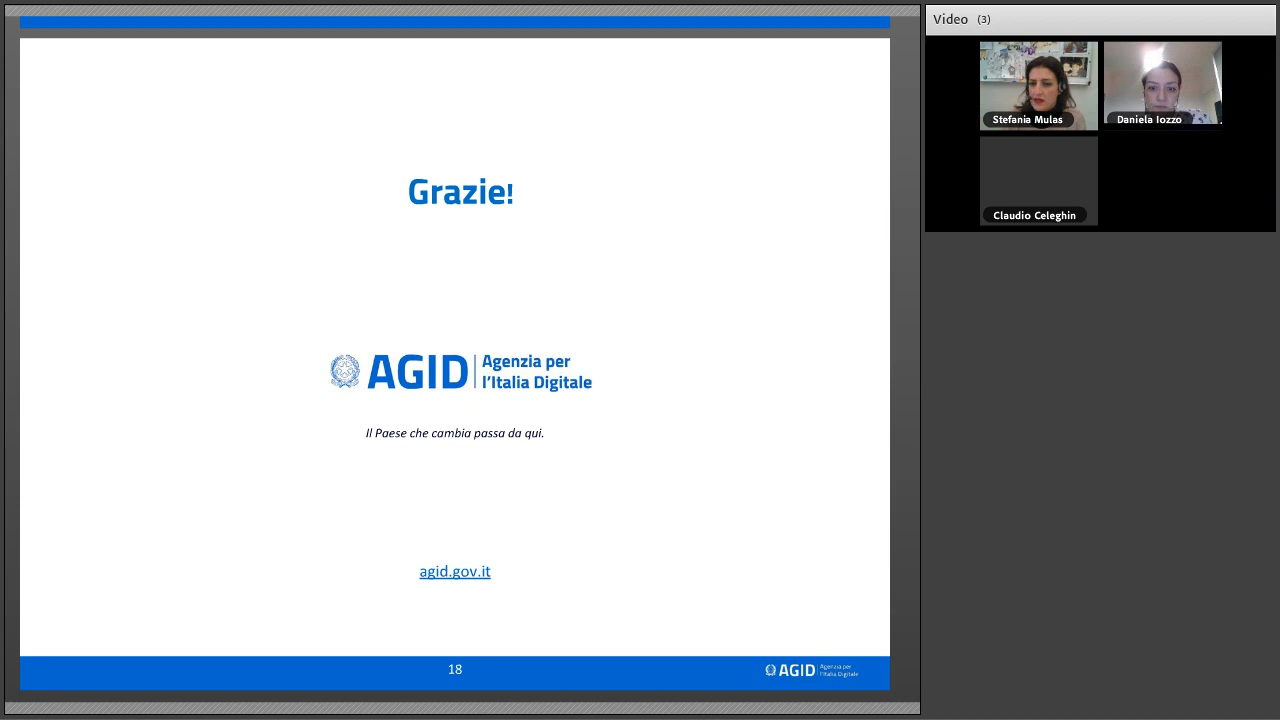 Grazie!
AGID
Agenzia per
l'Italia Digitale
Il Paese che cambia passa da qui.
agid.gov.it
18
AGID
Agenzia per
l'Italia Digitale
Video (3)
Stefania Mulas
Daniela Iozzo
Claudio Celeghin